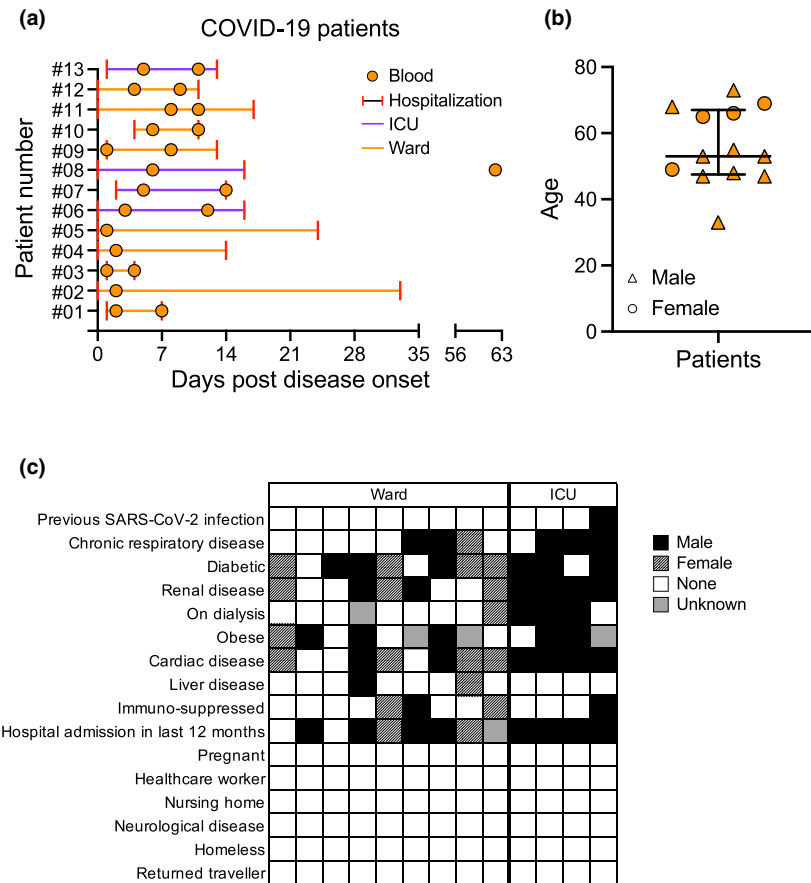 (a)
COVID-19 patients
Patient number
#13
#12
#11
#10
#09
#08
#07
#06
#05
#04
#03
#02
#01
Blood
Hospitalization
ICU
Ward
0 7 14 21 28 35 56 63
Days post disease onset
(b)
Age
80
60
40
20
0
Male
Female
Patients
(c)
Ward ICU
Previous SARS-CoV-2 infection
Chronic respiratory disease
Diabetic
Renal disease
On dialysis
Obese
Cardiac disease
Liver disease
Immuno-suppressed
Hospital admission in last 12 months
Pregnant
Healthcare worker
Nursing home
Neurological disease
Homeless
Returned traveller
Male
Female
None
Unknown